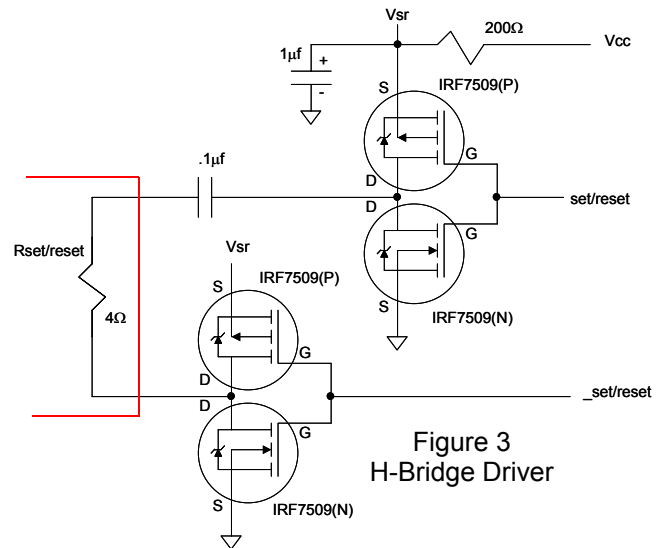 Vsr
200Ω
Vcc
1μf
+
-
S
IRF7509(P)
G
.1μf
D
set/reset
D
G
Rset/reset
Vsr
S
IRF7509(N)
IRF7509(P)
S
4Ω
G
D
_set/reset
D
G
Figure 3
H-Bridge Driver
S
IRF7509(N)